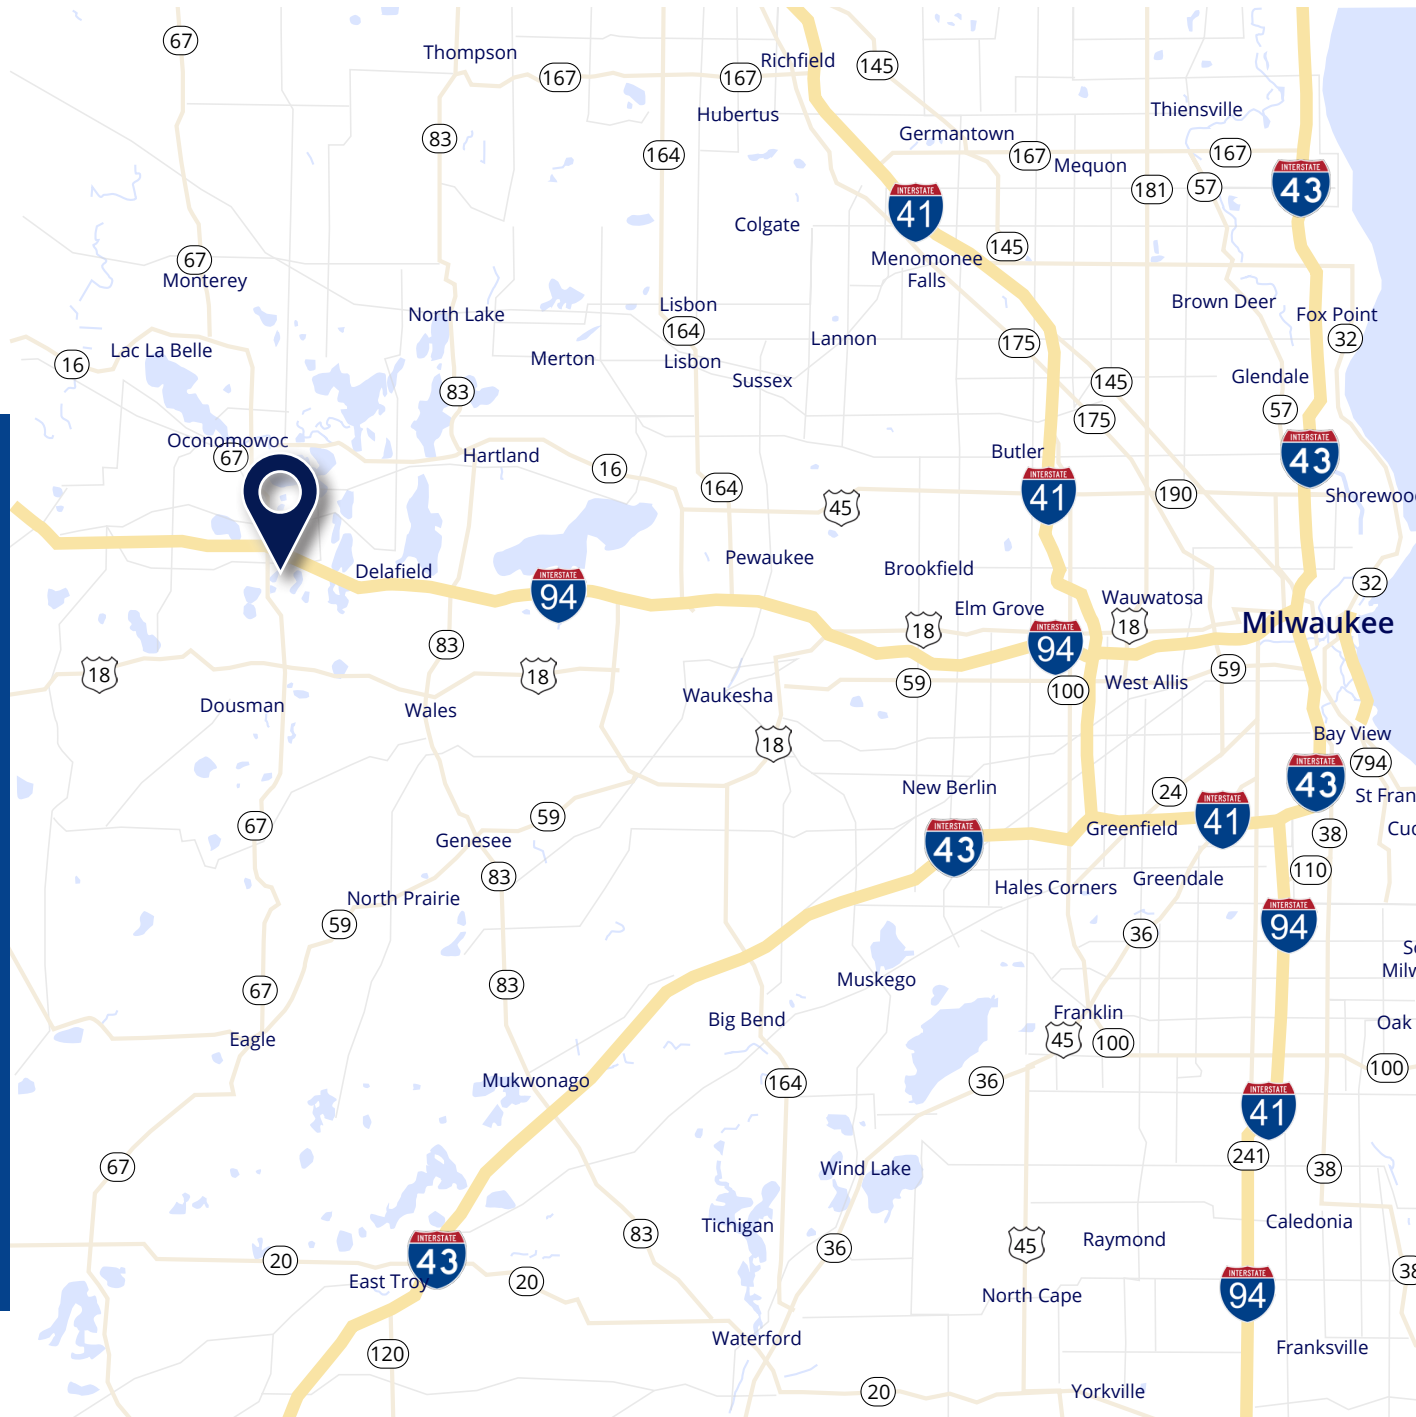 67
Thompson
Richfield
145
167
167
Hubertus
Thiensville
83
Germantown
164
167
Mequon
167
INTERSTATE
43
181
57
INTERSTATE
41
Colgate
145
67
Monterey
Menomonee
Falls
North Lake
Lisbon
Brown Deer
Fox Point
164
Lannon
175
32
Lac La Belle
16
Merton
Lisbon
Sussex
Glendale
145
83
57
175
Oconomowoc
67
Hartland
16
Butler
INTERSTATE
43
164
45
INTERSTATE
41
190
Shorewoo
Pewaukee
Delafield
Brookfield
INTERSTATE
94
32
Elm Grove
Wauwatosa
18
18
Milwaukee
INTERSTATE
94
83
18
18
59
59
100
West Allis
Waukesha
Dousman
Wales
Bay View
18
794
INTERSTATE
43
New Berlin
24
St Fran
67
59
Genesee
INTERSTATE
43
Greenfield
INTERSTATE
41
38
Cud
83
110
Hales Corners
Greendale
North Prairie
59
INTERSTATE
94
36
So
Milw
67
83
Muskego
Big Bend
Franklin
45
100
Oak
Eagle
100
Mukwonago
164
36
INTERSTATE
41
67
Wind Lake
241
38
Tichigan
83
36
Caledonia
45
Raymond
20
INTERSTATE
43
East Troy
20
38
INTERSTATE
94
North Cape
Waterford
120
Franksville
20
Yorkville